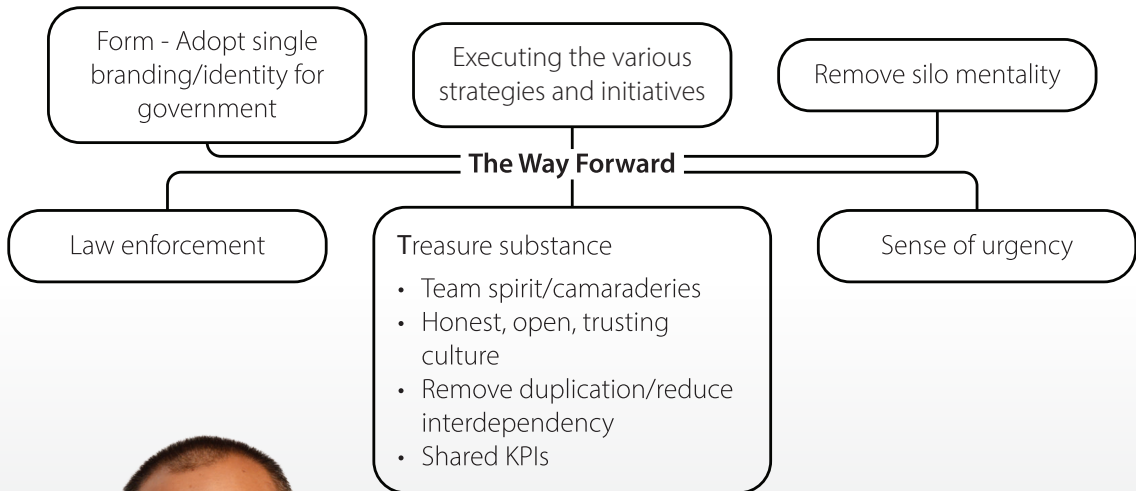 Form - Adopt single
branding/identity for
government
Executing the various
strategies and initiatives
Remove silo mentality
The Way Forward
Law enforcement
Treasure substance
• Team spirit/camaraderies
• Honest, open, trusting
culture
• Remove duplication/reduce
interdependency
• Shared KPIs
Sense of urgency